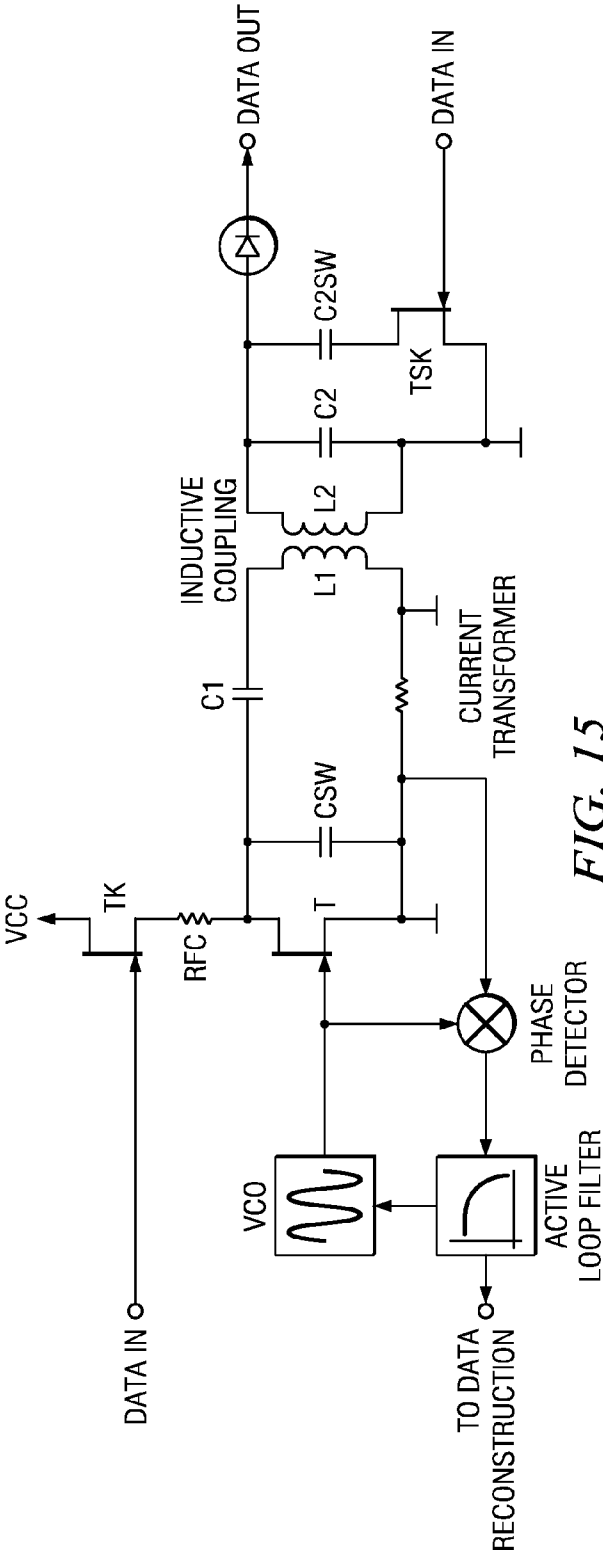 VCC
TK
DATA IN
RFC
T
CSW
C1
INDUCTIVE
COUPLING
L1
L2
C2
C2SW
TSK
DATA OUT
DATA IN
VCO
ACTIVE
LOOP FILTER
TO DATA
RECONSTRUCTION
PHASE
DETECTOR
CURRENT
TRANSFORMER
FIG. 15